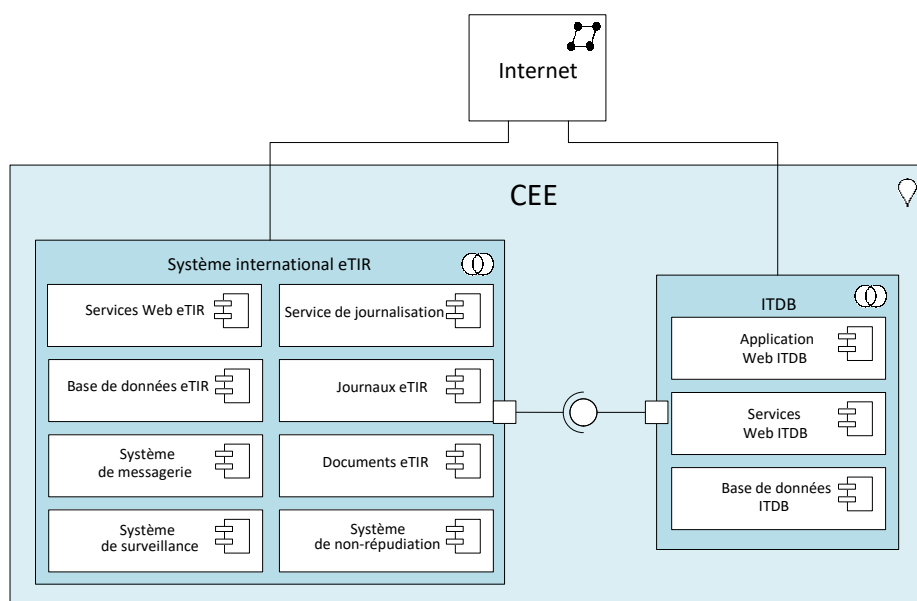 Internet
CEE
Système international eTIR
Services Web eTIR
Service de journalisation
Base de données eTIR
Journaux eTIR
Système
de messagerie
Documents eTIR
Système
de surveillance
Système
de non-répudiation
ITDB
Application
Web ITDB
Services
Web ITDB
Base de données
ITDB